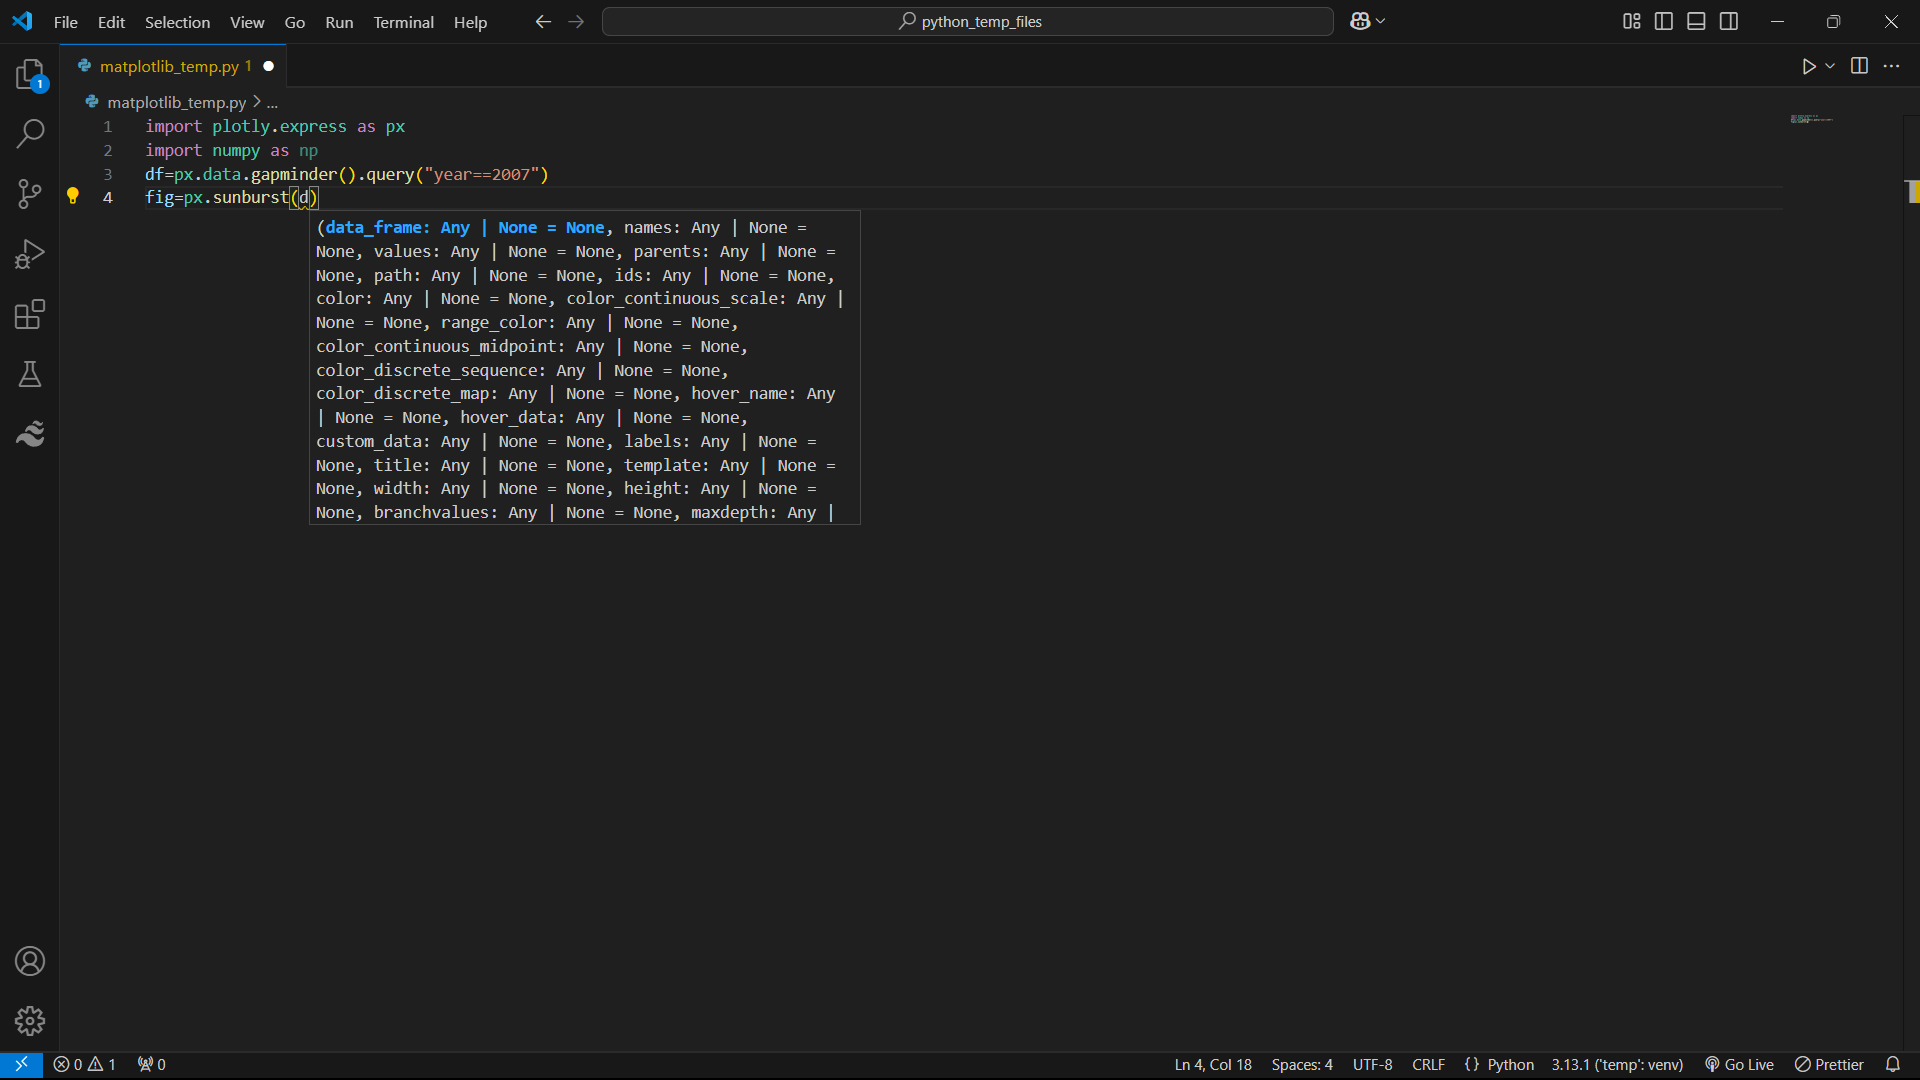 File Edit Selection View Go Run Terminal Help python_temp_files
1
matplotlib_temp.py 1
matplotlib_temp.py > ...
1 import plotly.express as px
2 import numpy as np
3 df=px.data.gapminder().query("year==2007")
4 fig=px.sunburst(d)
(data_frame: Any | None = None, names: Any | None =
None, values: Any | None = None, parents: Any | None =
None, path: Any | None = None, ids: Any | None = None,
color: Any | None = None, color_continuous_scale: Any |
None = None, range_color: Any | None = None,
color_continuous_midpoint: Any | None = None,
color_discrete_sequence: Any | None = None,
color_discrete_map: Any | None = None, hover_name: Any
| None = None, hover_data: Any | None = None,
custom_data: Any | None = None, labels: Any | None =
None, title: Any | None = None, template: Any | None =
None, width: Any | None = None, height: Any | None =
None, branchvalues: Any | None = None, maxdepth: Any |
0 1 0 Ln 4, Col 18 Spaces: 4 UTF-8 CRLF {} Python 3.13.1 ('temp': venv) Go Live Prettier